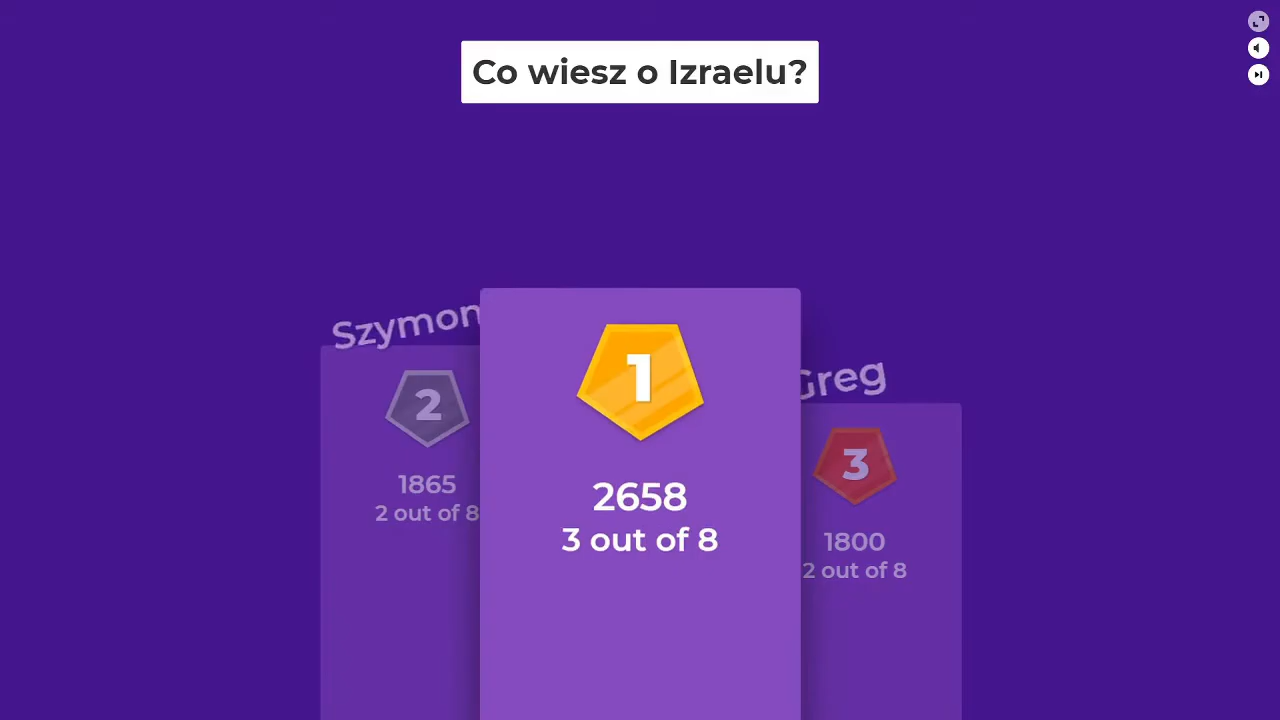 Co wiesz o Izraelu?
Szymon
2
1865
2 out of 8
1
2658
3 out of 8
Greg
3
1800
2 out of 8